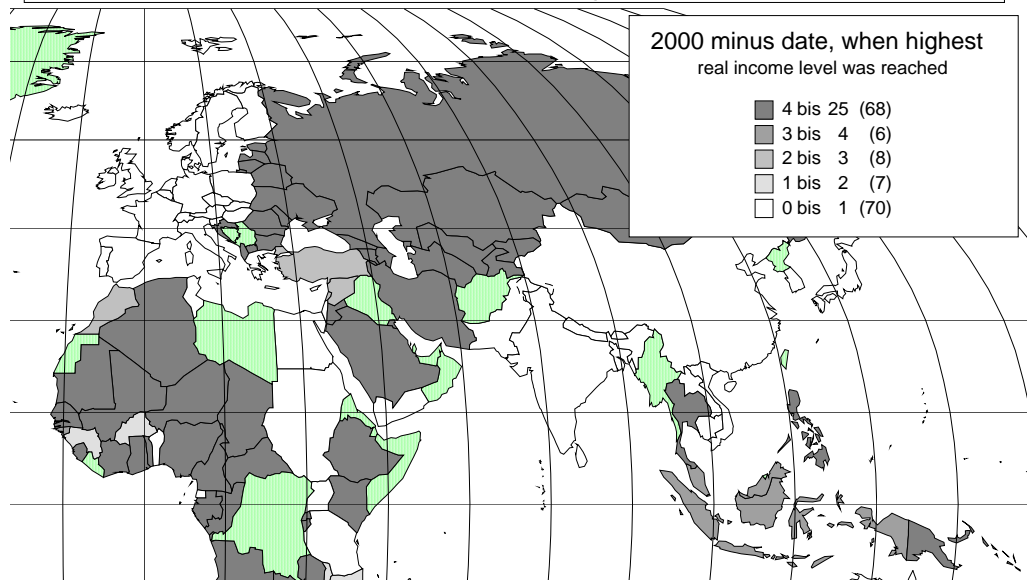 2000 minus date, when highest
real income level was reached
4 bis 25 (68)
3 bis 4 (6)
2 bis 3 (8)
1 bis 2 (7)
0 bis 1 (70)